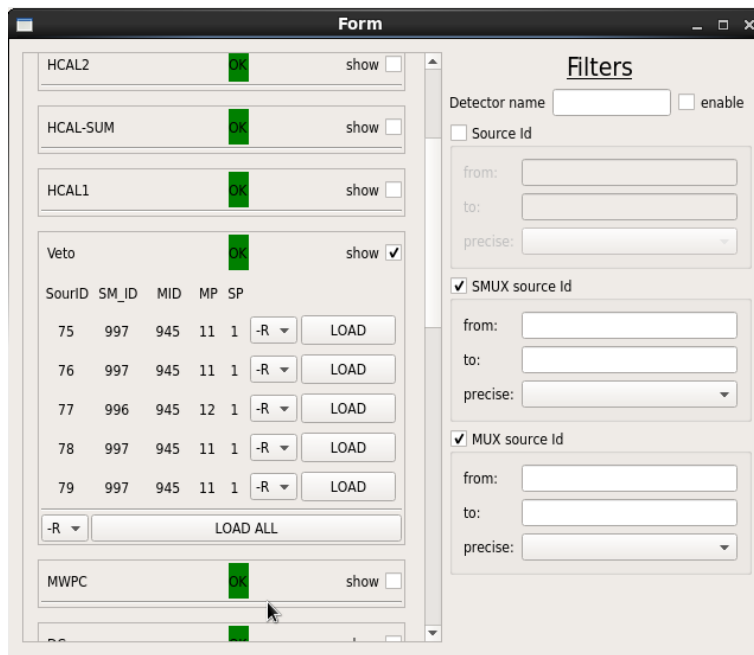 Form
HCAL2 OK show
HCAL-SUM OK show
HCAL1 OK show
Veto OK show
SourID SM_ID MID MP SP
75 997 945 11 1 -R LOAD
76 997 945 11 1 -R LOAD
77 996 945 12 1 -R LOAD
78 997 945 11 1 -R LOAD
79 997 945 11 1 -R LOAD
-R LOAD ALL
MWPC OK show
Filters
Detector name enable
Source Id
from:
to:
precise:
SMUX source Id
from:
to:
precise:
MUX source Id
from:
to:
precise: